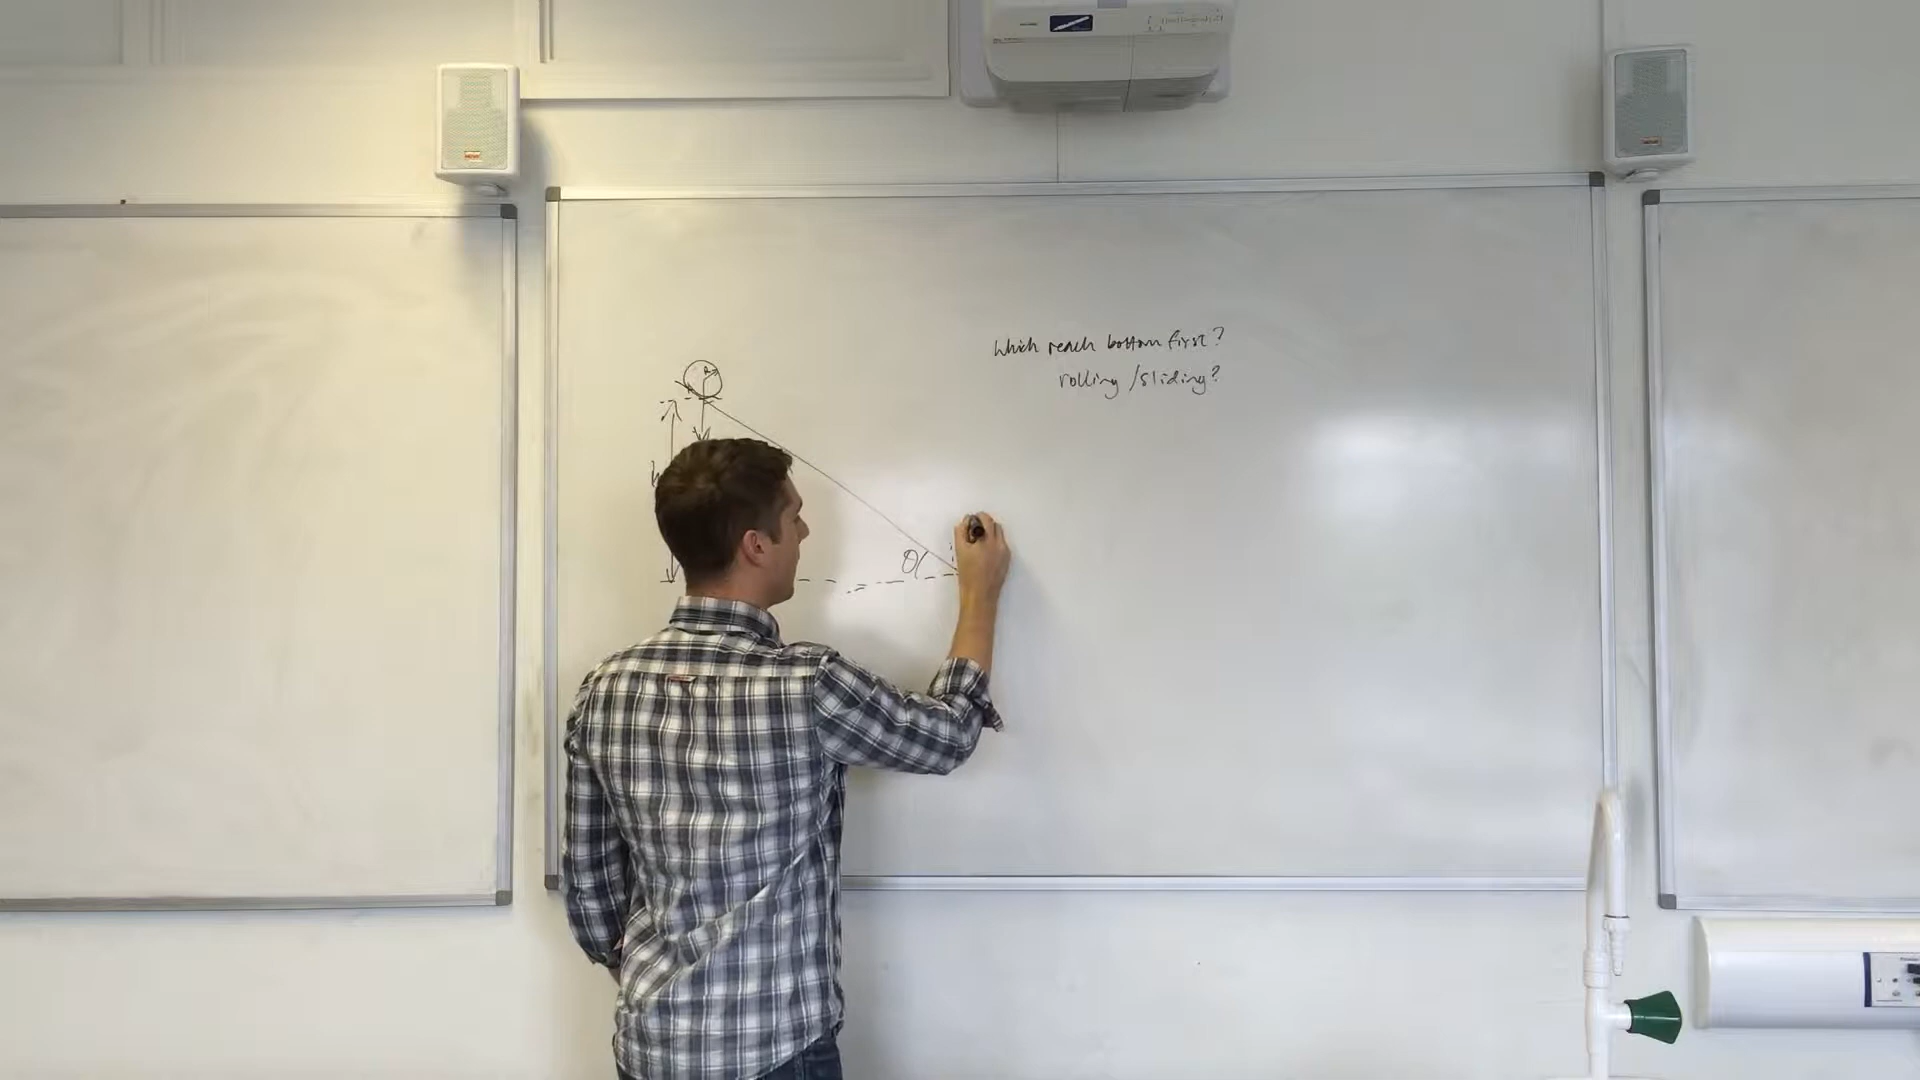 Which reach bottom first?
rolling / sliding?
R
h
θ